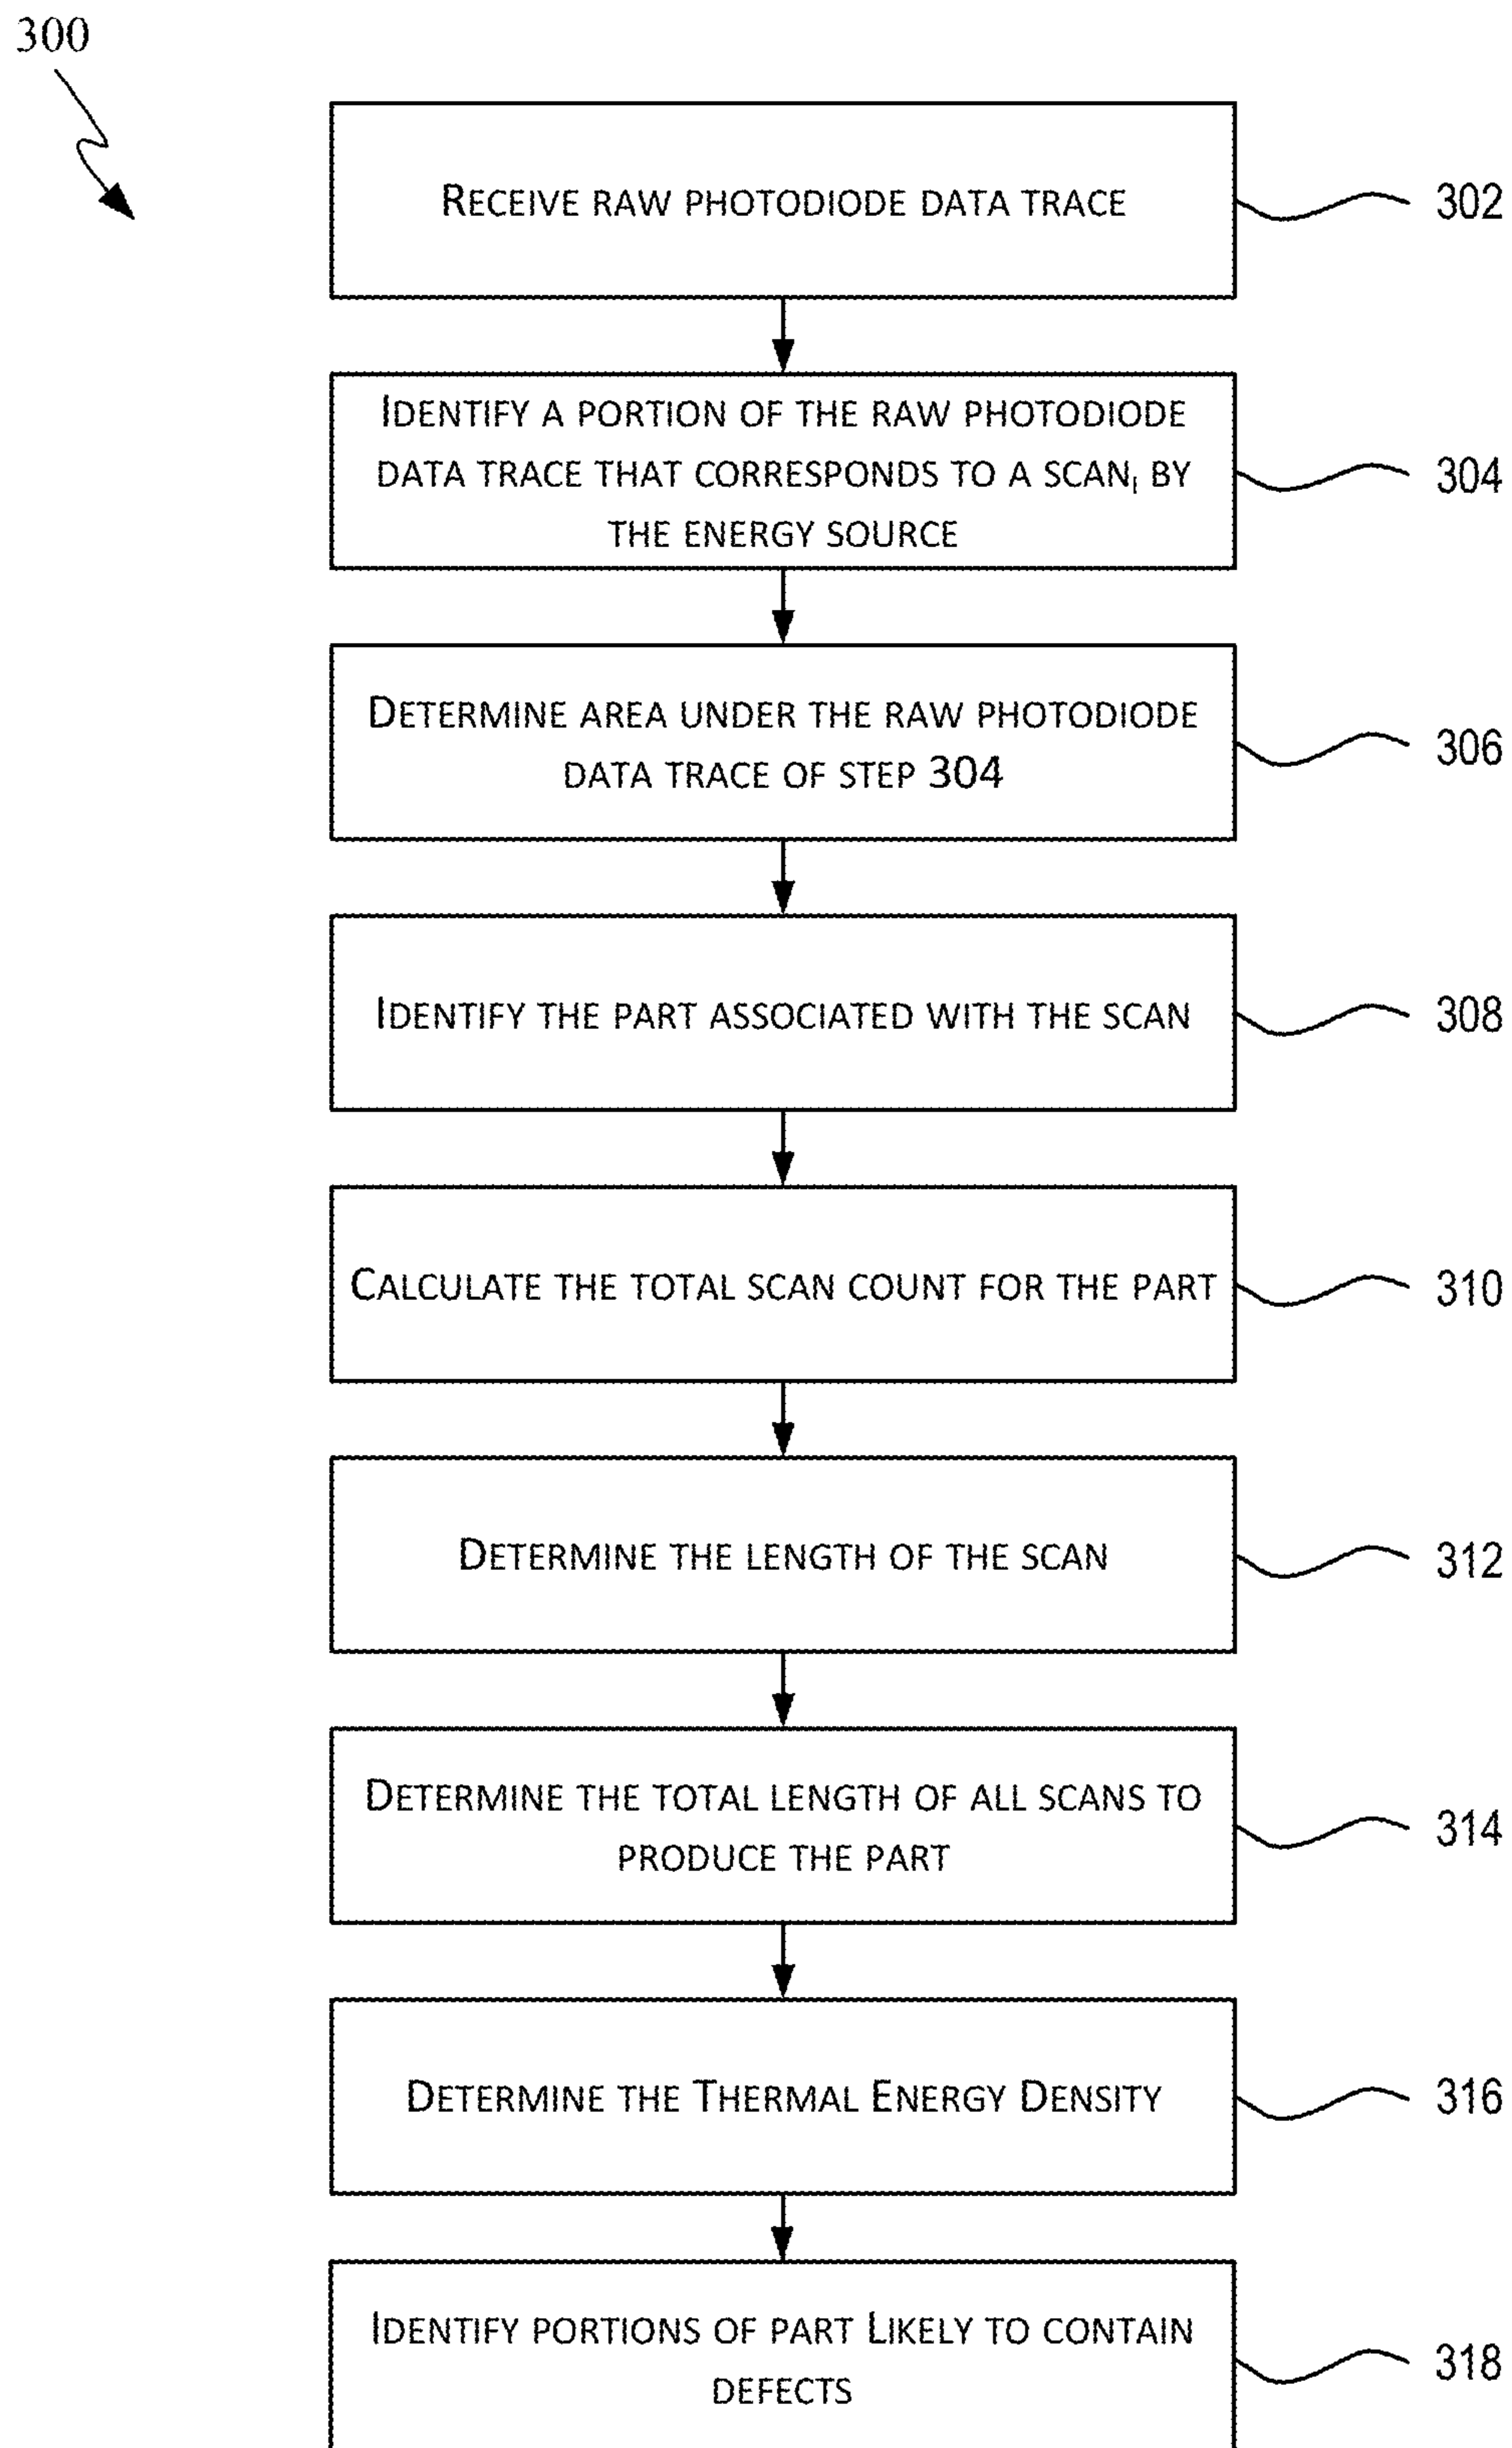 300
RECEIVE RAW PHOTODIODE DATA TRACE
302
IDENTIFY A PORTION OF THE RAW PHOTODIODE
DATA TRACE THAT CORRESPONDS TO A SCANI BY
THE ENERGY SOURCE
304
DETERMINE AREA UNDER THE RAW PHOTODIODE
DATA TRACE OF STEP 304
306
IDENTIFY THE PART ASSOCIATED WITH THE SCAN
308
CALCULATE THE TOTAL SCAN COUNT FOR THE PART
310
DETERMINE THE LENGTH OF THE SCAN
312
DETERMINE THE TOTAL LENGTH OF ALL SCANS TO
PRODUCE THE PART
314
DETERMINE THE THERMAL ENERGY DENSITY
316
IDENTIFY PORTIONS OF PART LIKELY TO CONTAIN
DEFECTS
318